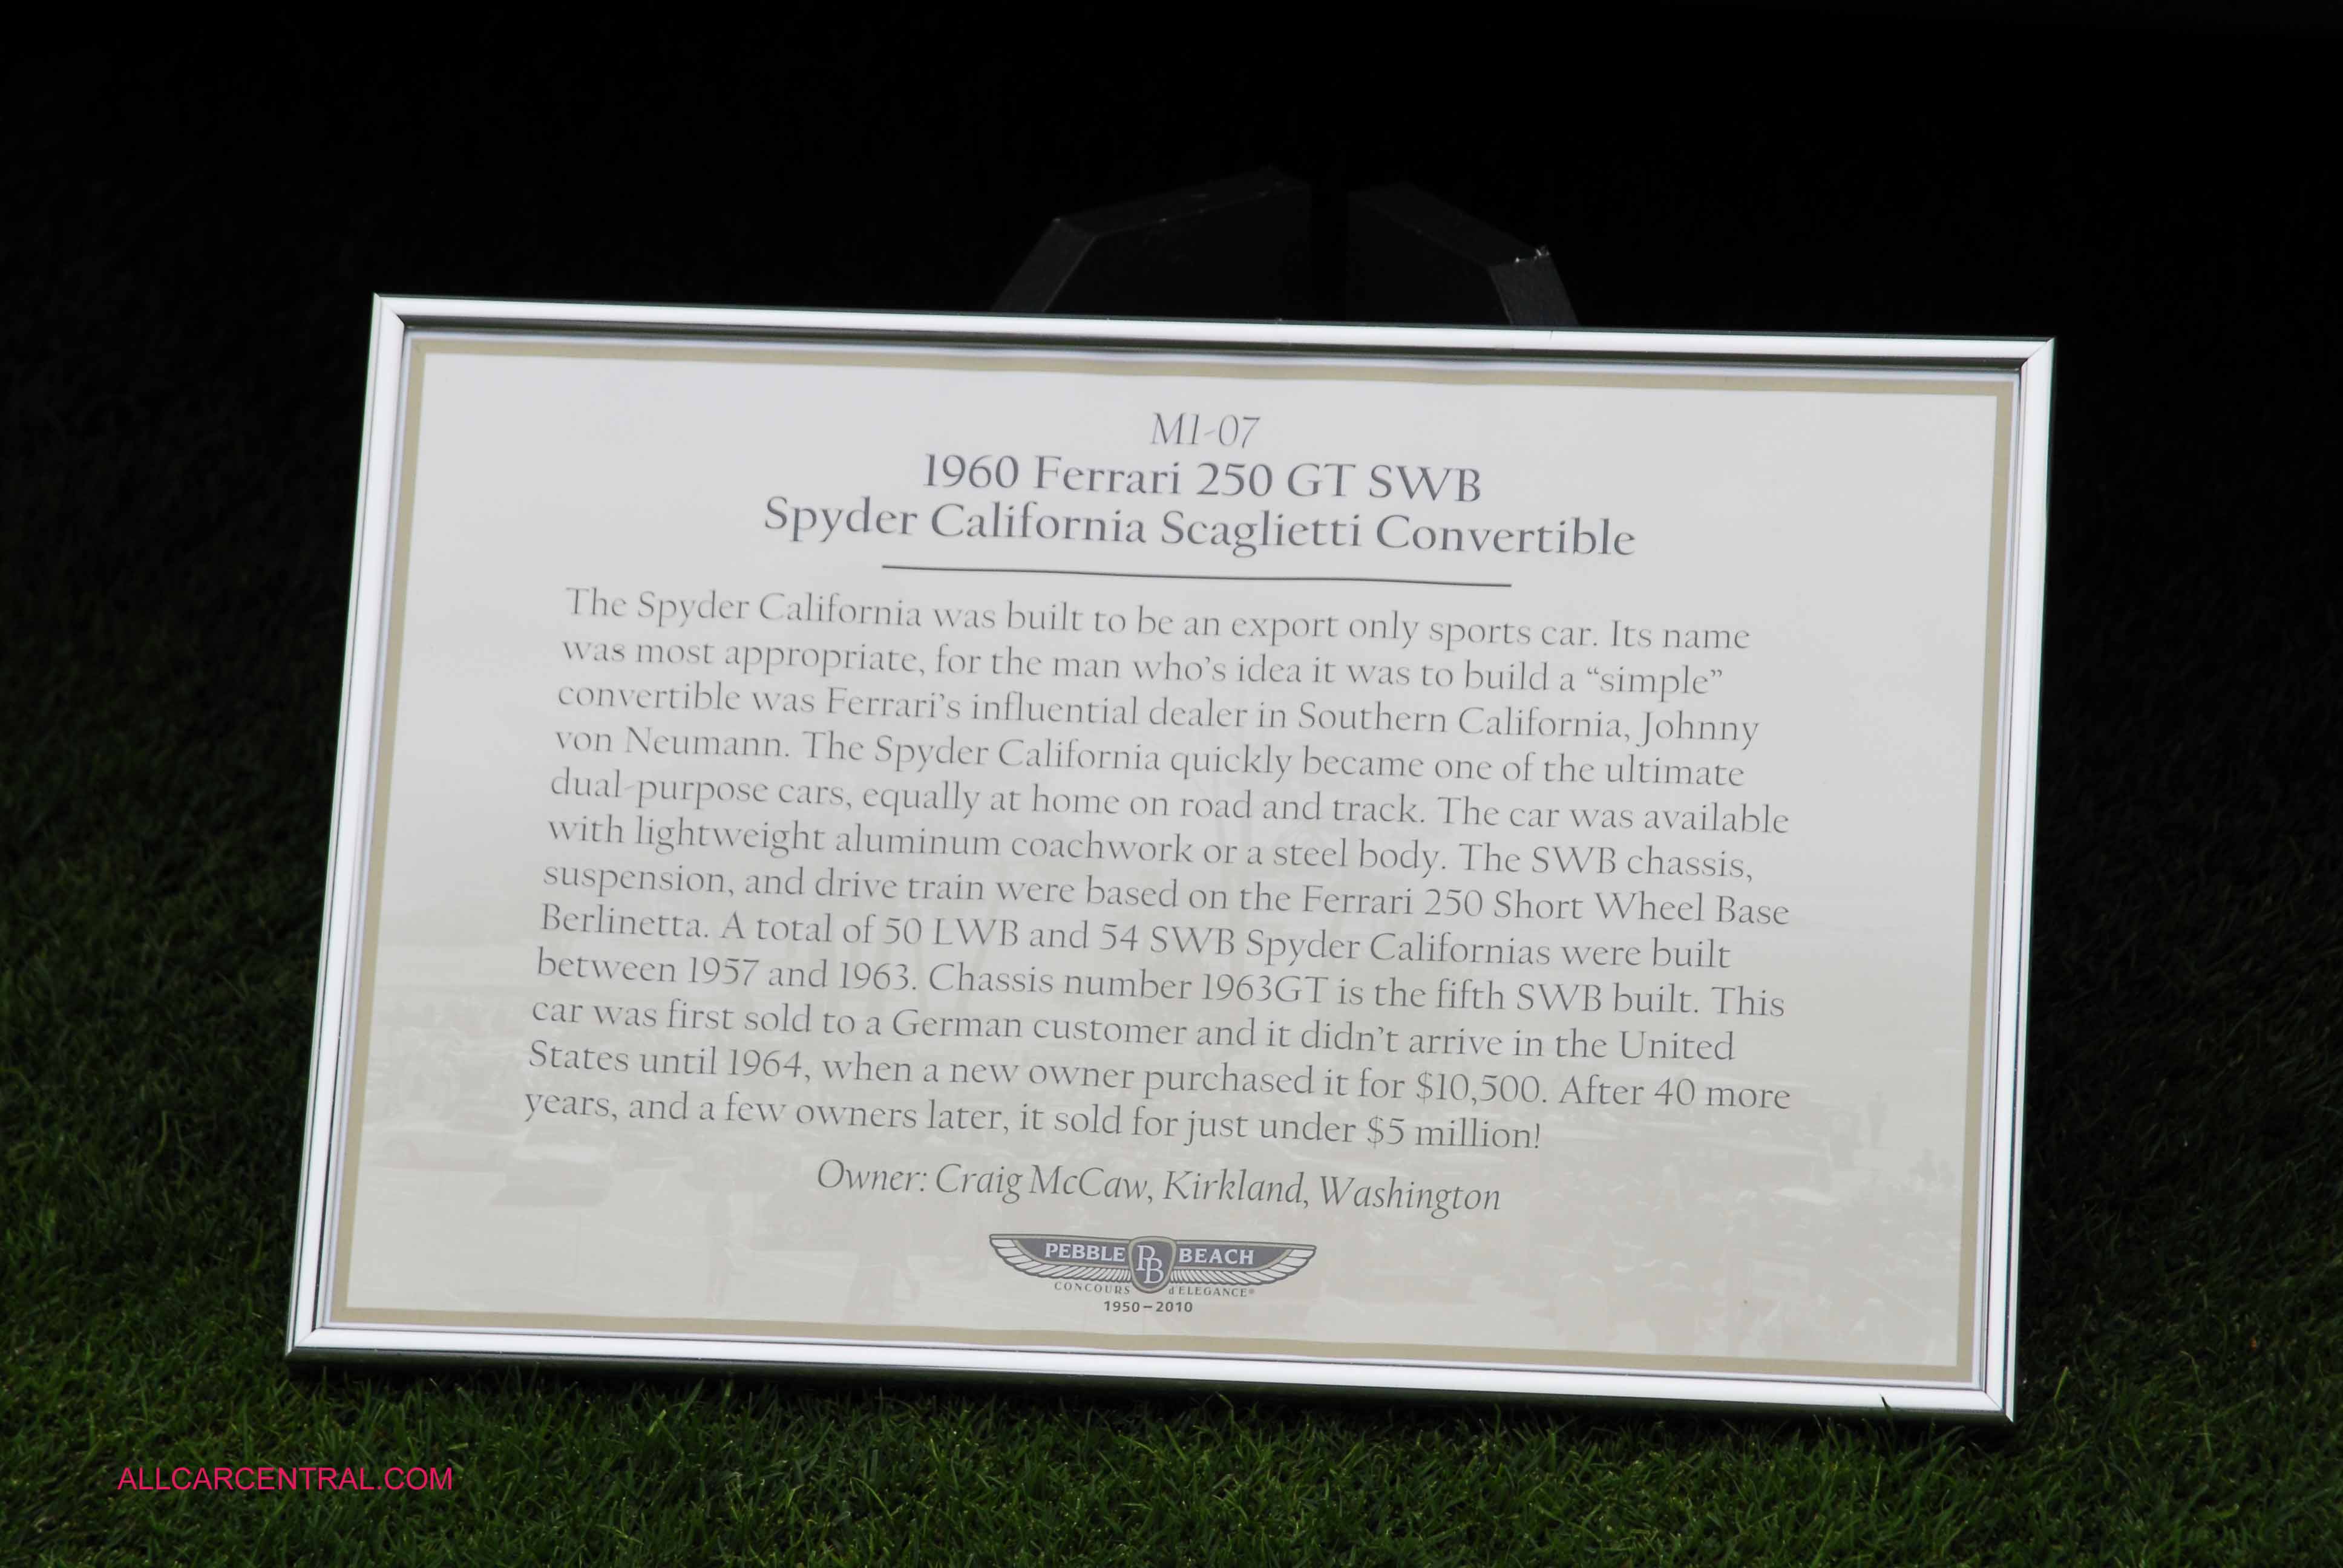 M1-07
1960 Ferrari 250 GT SWB
Spyder California Scaglietti Convertible
The Spyder California was built to be an export only sports car. Its name
was most appropriate, for the man who's idea it was to build a “simple”
convertible was Ferrari's influential dealer in Southern California, Johnny
von Neumann. The Spyder California quickly became one of the ultimate
dual-purpose cars, equally at home on road and track. The car was available
with lightweight aluminum coachwork or a steel body. The SWB chassis,
suspension, and drive train were based on the Ferrari 250 Short Wheel Base
Berlinetta. A total of 50 LWB and 54 SWB Spyder Californias were built
between 1957 and 1963. Chassis number 1963GT is the fifth SWB built. This
car was first sold to a German customer and it didn't arrive in the United
States until 1964, when a new owner purchased it for $10,500. After 40 more
years, and a few owners later, it sold for just under $5 million!
Owner: Craig McCaw, Kirkland, Washington
PEBBLE PB BEACH
CONCOURS d'ELEGANCE®
1950–2010
ALLCARCENTRAL.COM